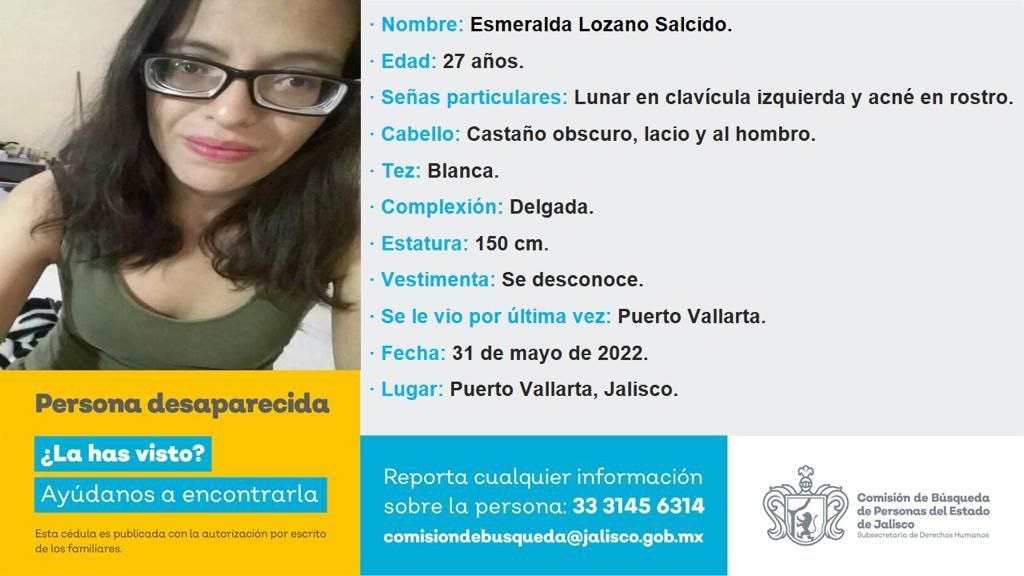 · Nombre: Esmeralda Lozano Salcido.
· Edad: 27 años.
· Señas particulares: Lunar en clavícula izquierda y acné en rostro.
· Cabello: Castaño obscuro, lacio y al hombro.
· Tez: Blanca.
· Complexión: Delgada.
· Estatura: 150 cm.
· Vestimenta: Se desconoce.
· Se le vio por última vez: Puerto Vallarta.
· Fecha: 31 de mayo de 2022.
· Lugar: Puerto Vallarta, Jalisco.
Persona desaparecida
¿La has visto?
Ayúdanos a encontrarla
Esta cédula es publicada con la autorización por escrito
de los familiares.
Reporta cualquier información
sobre la persona: 33 3145 6314
comisiondebusqueda@jalisco.gob.mx
Comisión de Búsqueda
de Personas del Estado
de Jalisco
Subsecretaría de Derechos Humanos